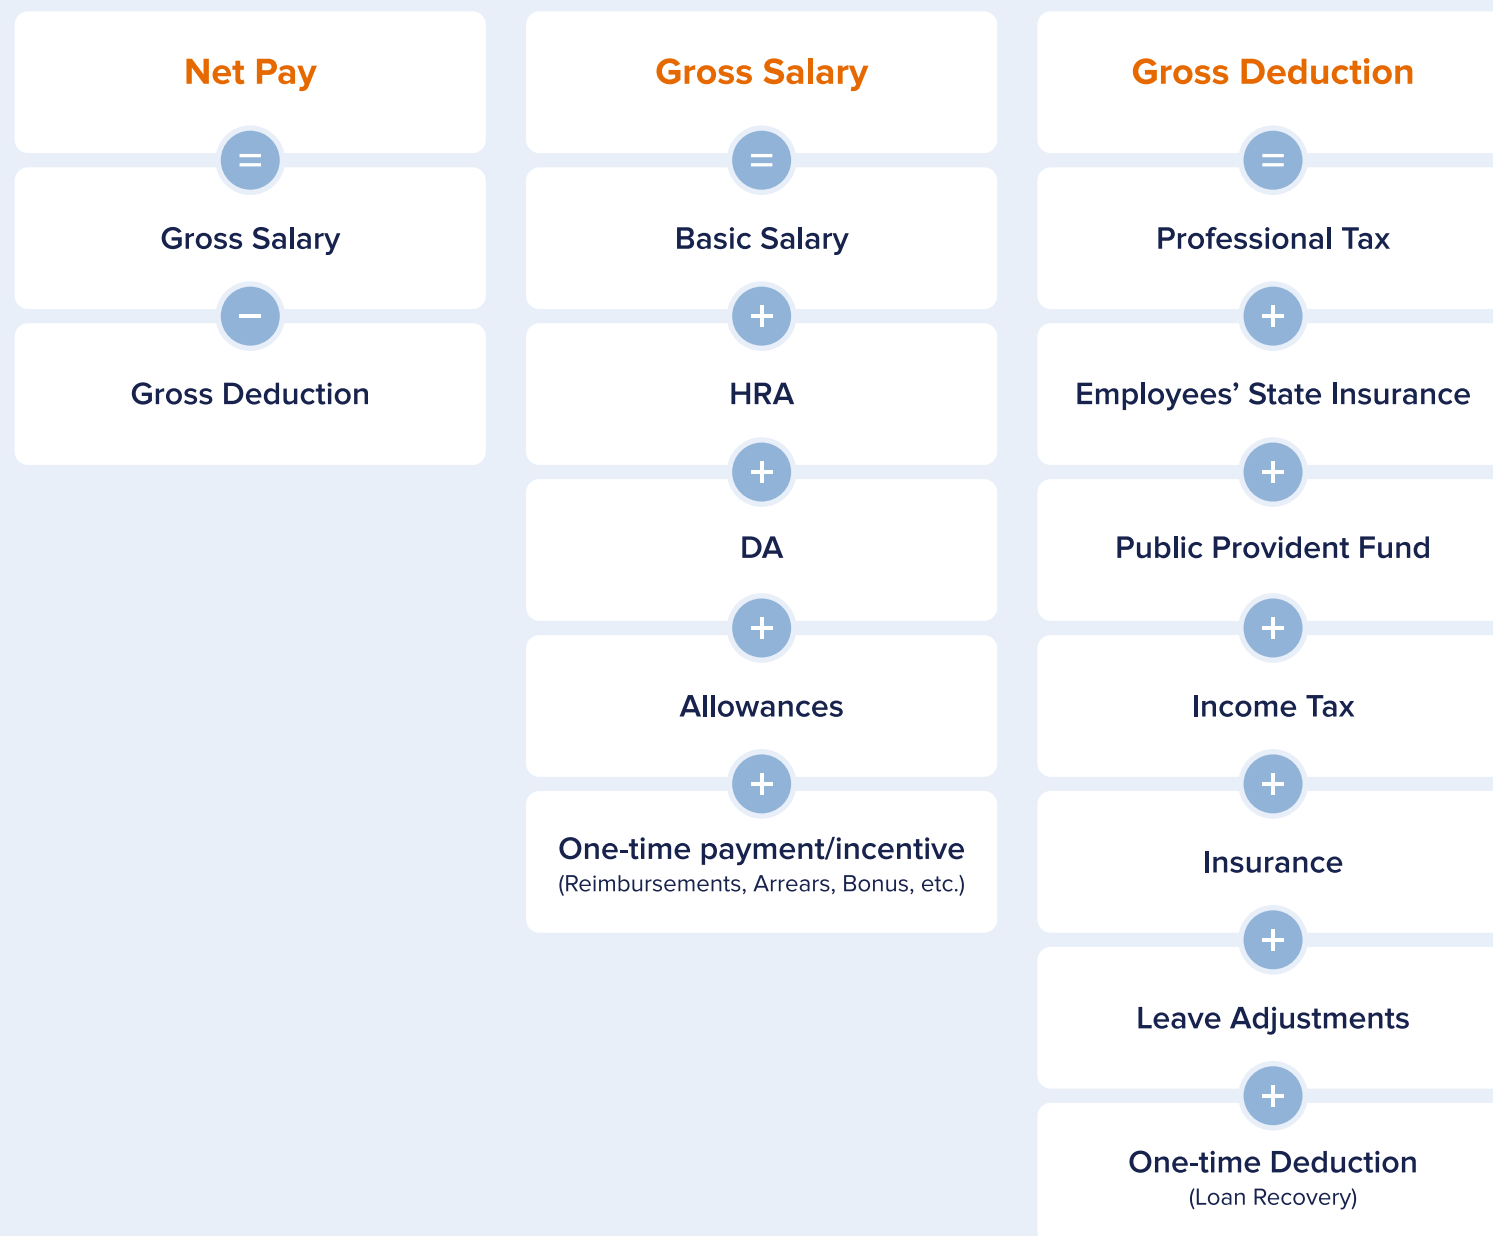 Net Pay
=
Gross Salary
−
Gross Deduction
Gross Salary
=
Basic Salary
+
HRA
+
DA
+
Allowances
+
One-time payment/incentive
(Reimbursements, Arrears, Bonus, etc.)
Gross Deduction
=
Professional Tax
+
Employees’ State Insurance
+
Public Provident Fund
+
Income Tax
+
Insurance
+
Leave Adjustments
+
One-time Deduction
(Loan Recovery)